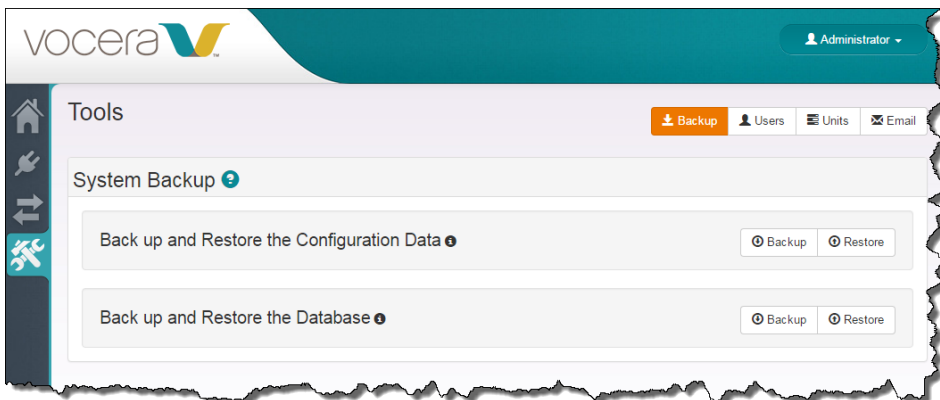 vocera
Administrator
Tools
Backup Users Units Email
System Backup
Back up and Restore the Configuration Data
Backup Restore
Back up and Restore the Database
Backup Restore